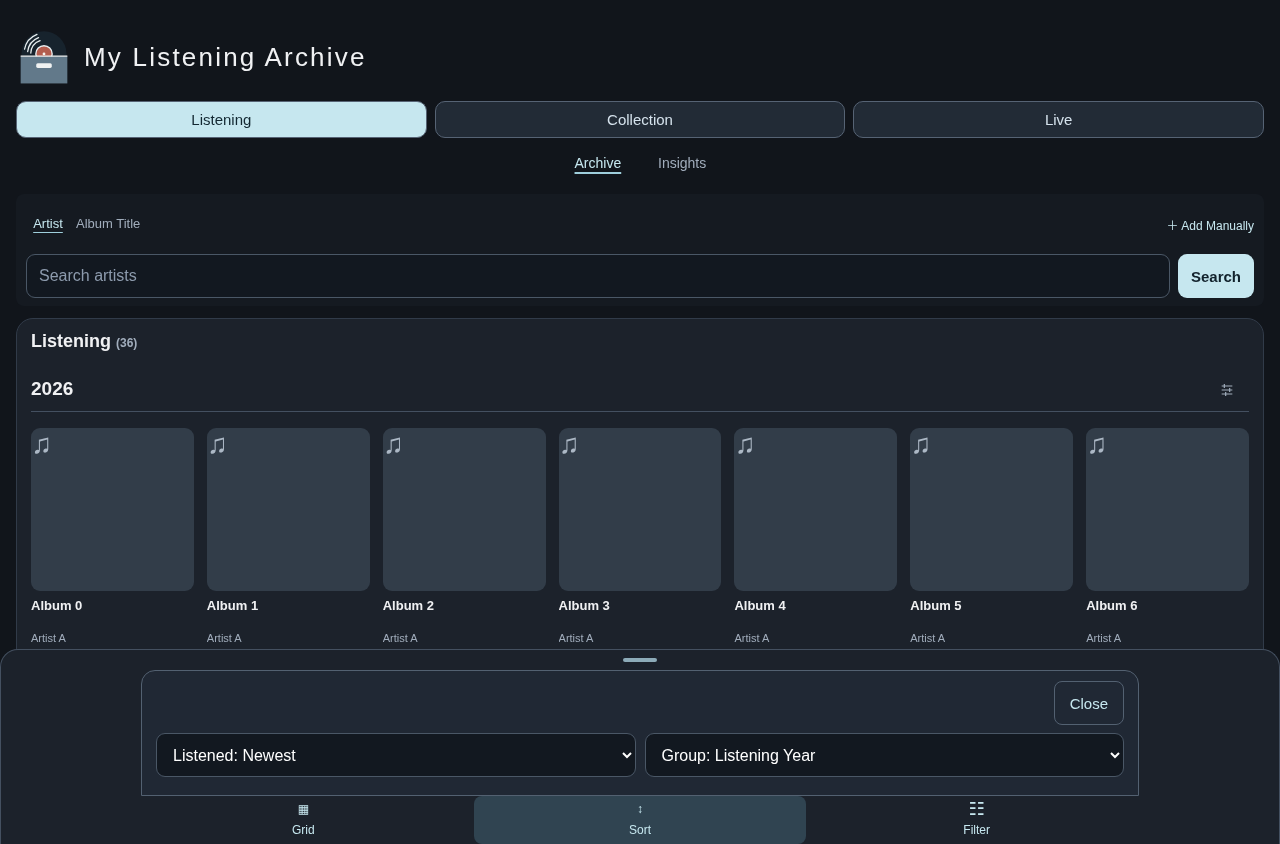 My Listening Archive
Listening Collection Live
Archive Insights
Artist Album Title + Add Manually
Search artists Search
Listening (36)
2026
Album 0 Album 1 Album 2 Album 3 Album 4 Album 5 Album 6
Artist A Artist A Artist A Artist A Artist A Artist A Artist A
Close
Listened: Newest Group: Listening Year
Grid Sort Filter